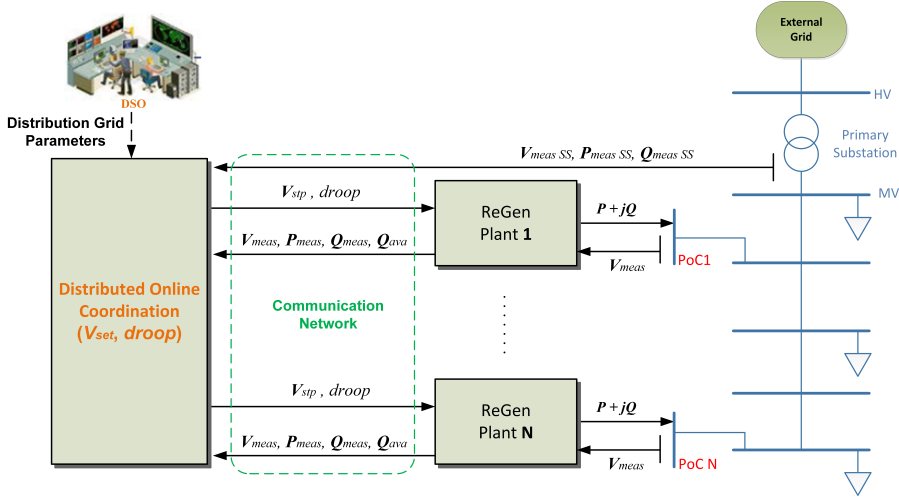 External
Grid
HV
Primary
Substation
MV
DSO
Distribution Grid
Parameters
Vmeas SS, Pmeas SS, Qmeas SS
Vstp , droop
Vmeas, Pmeas, Qmeas, Qava
ReGen
Plant 1
P + jQ
Vmeas
PoC1
Distributed Online
Coordination
(Vset, droop)
Communication
Network
Vstp , droop
Vmeas, Pmeas, Qmeas, Qava
ReGen
Plant N
P + jQ
Vmeas
PoC N